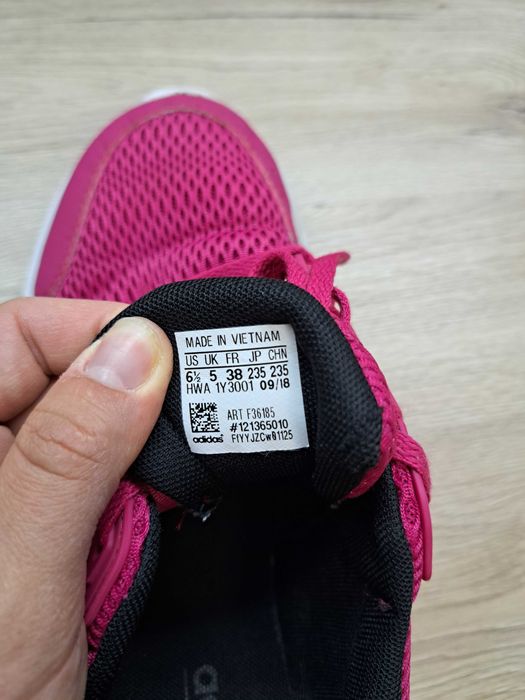 MADE IN VIETNAM
US UK FR JP CHN
6½ 5 38 235 235
HWA 1Y3001 09/18
ART F36185
#121365010
adidas FIYYJZCW01125